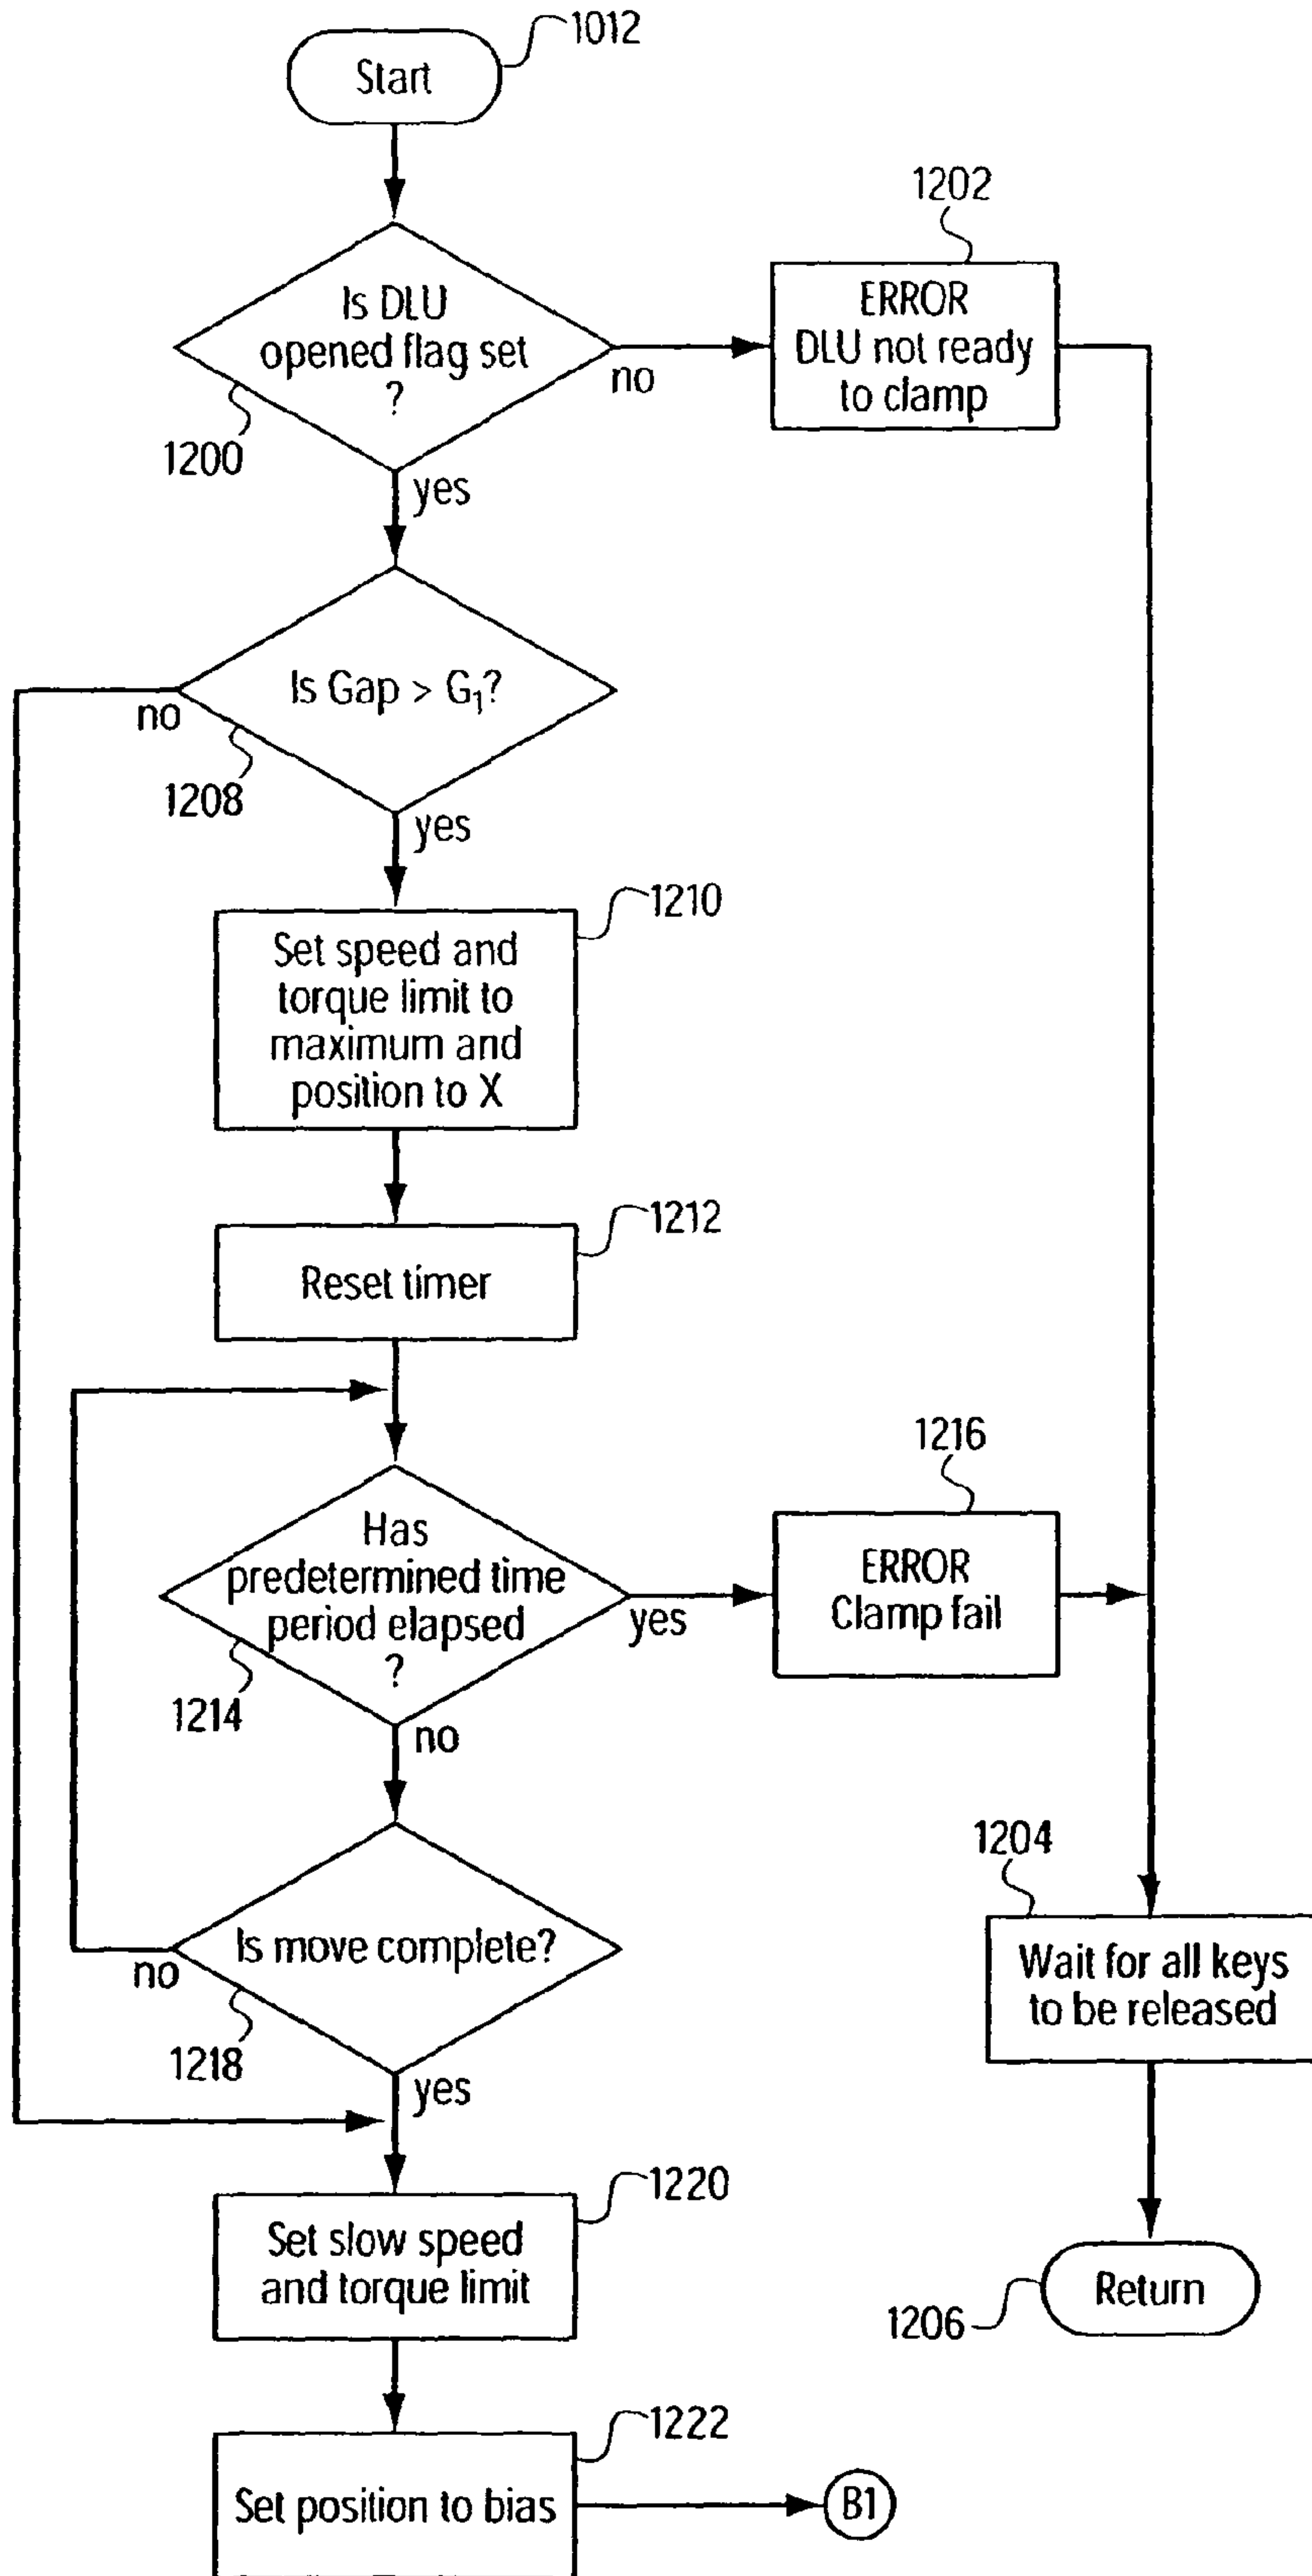 1012
Start
1202
Is DLU
opened flag set
?
no
1200
yes
ERROR
DLU not ready
to clamp
Is Gap > G₁?
no
1208
yes
1210
Set speed and
torque limit to
maximum and
position to X
1212
Reset timer
1216
Has
predetermined time
period elapsed
?
yes
1214
no
ERROR
Clamp fail
1204
Is move complete?
no
1218
yes
Wait for all keys
to be released
1220
Set slow speed
and torque limit
Return
1206
1222
Set position to bias
B1